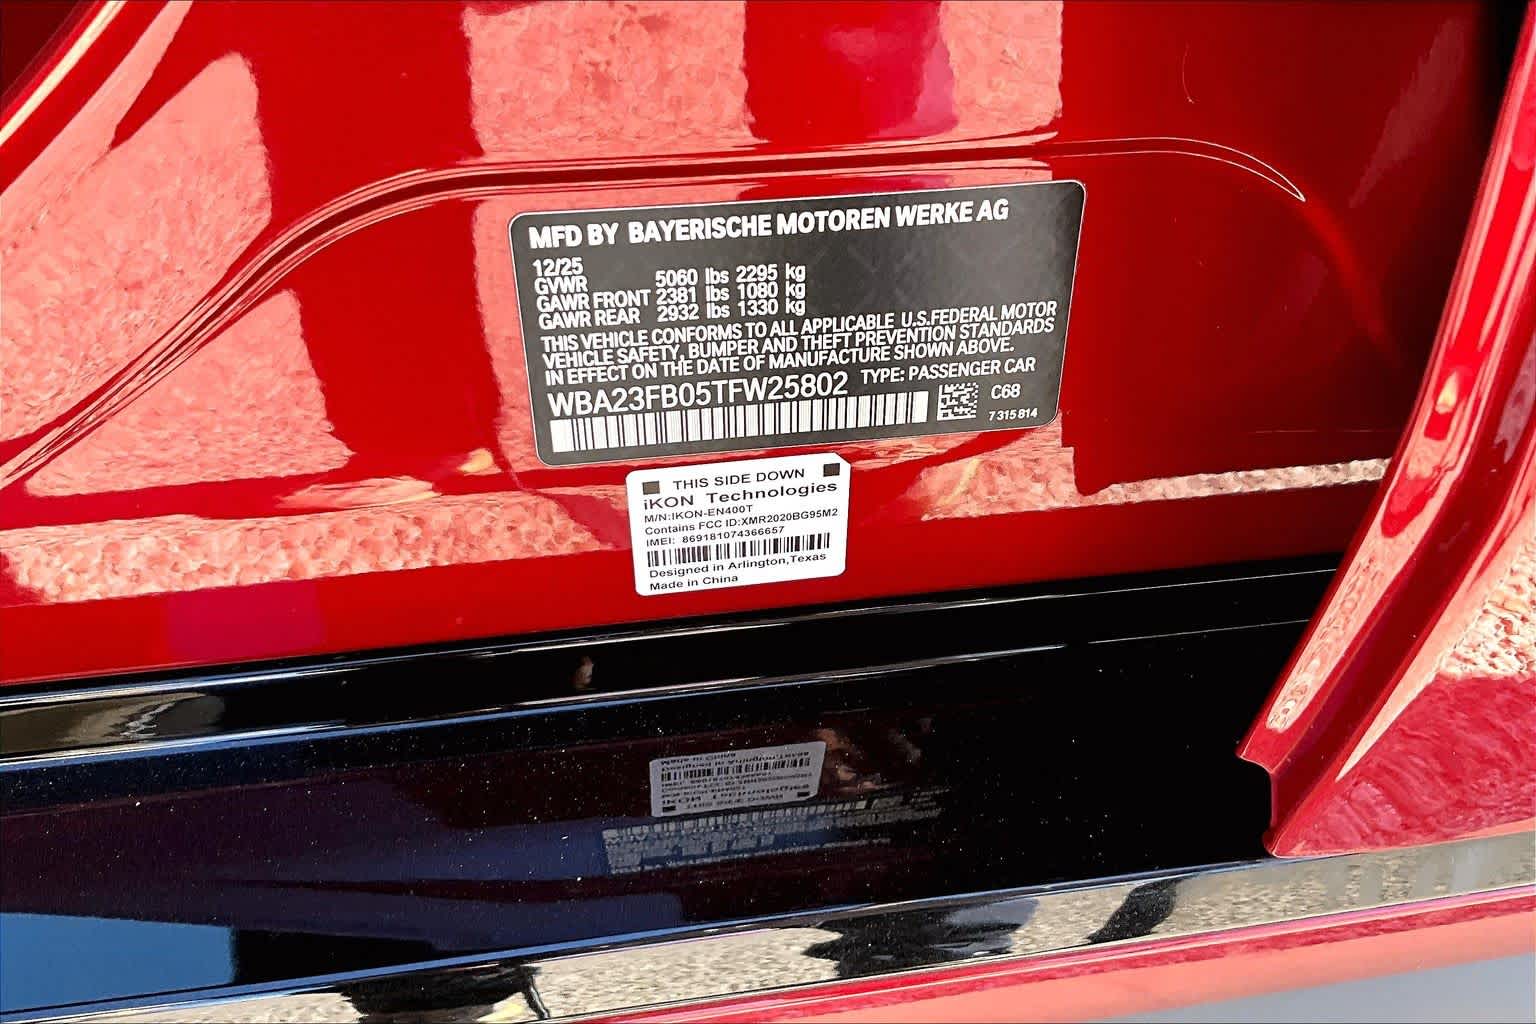 MFD BY BAYERISCHE MOTOREN WERKE AG
12/25
GVWR 5060 lbs 2295 kg
GAWR FRONT 2381 lbs 1080 kg
GAWR REAR 2932 lbs 1330 kg
THIS VEHICLE CONFORMS TO ALL APPLICABLE U.S.FEDERAL MOTOR
VEHICLE SAFETY, BUMPER AND THEFT PREVENTION STANDARDS
IN EFFECT ON THE DATE OF MANUFACTURE SHOWN ABOVE.
WBA23FB05TFW25802 TYPE: PASSENGER CAR
C68
7 315 814
THIS SIDE DOWN
iKON Technologies
M/N:IKON-EN400T
Contains FCC ID:XMR2020BG95M2
IMEI: 869181074366657
Designed in Arlington,Texas
Made in China